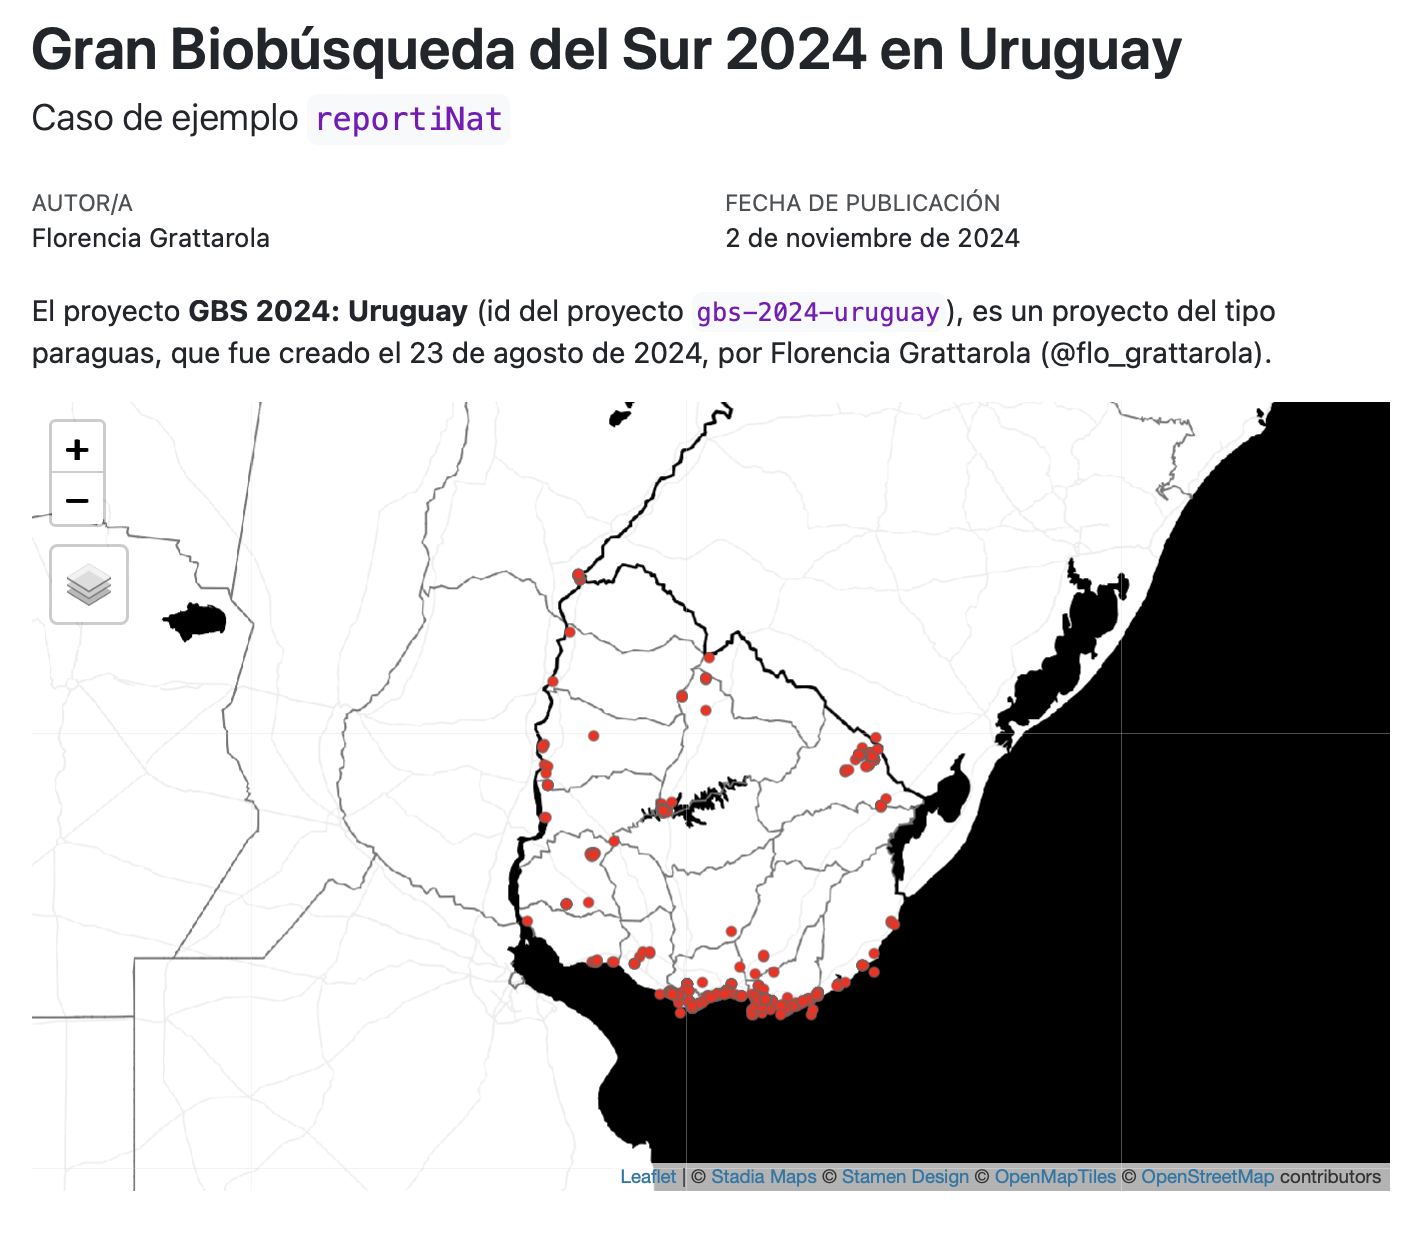 Gran Biobúsqueda del Sur 2024 en Uruguay
Caso de ejemplo reportiNat
AUTOR/A
Florencia Grattarola
FECHA DE PUBLICACIÓN
2 de noviembre de 2024
El proyecto GBS 2024: Uruguay (id del proyecto gbs-2024-uruguay), es un proyecto del tipo
paraguas, que fue creado el 23 de agosto de 2024, por Florencia Grattarola (@flo_grattarola).
+
−
Leaflet | © Stadia Maps © Stamen Design © OpenMapTiles © OpenStreetMap contributors